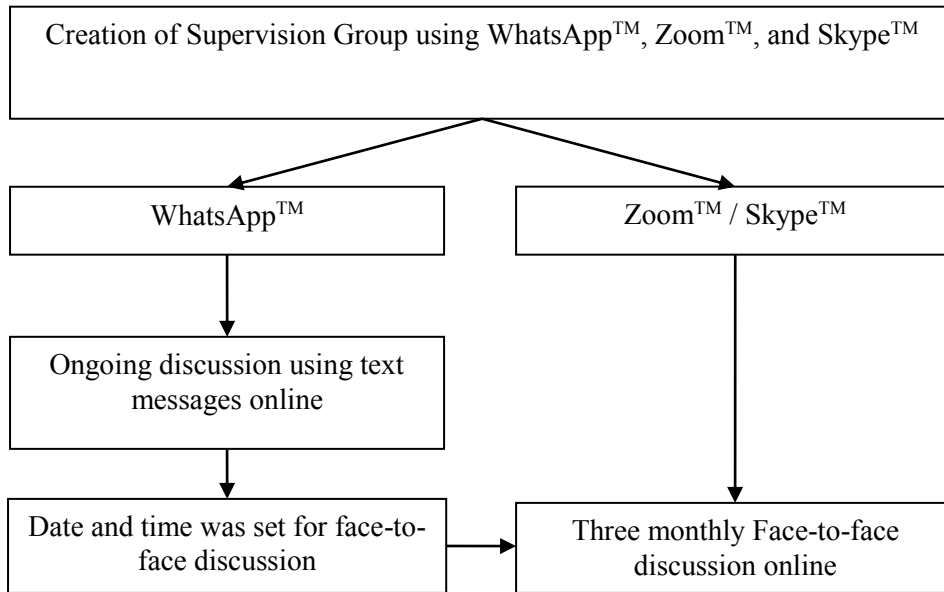 Creation of Supervision Group using WhatsApp™, Zoom™, and Skype™
WhatsApp™
Zoom™ / Skype™
Ongoing discussion using text
messages online
Date and time was set for face-to-
face discussion
Three monthly Face-to-face
discussion online